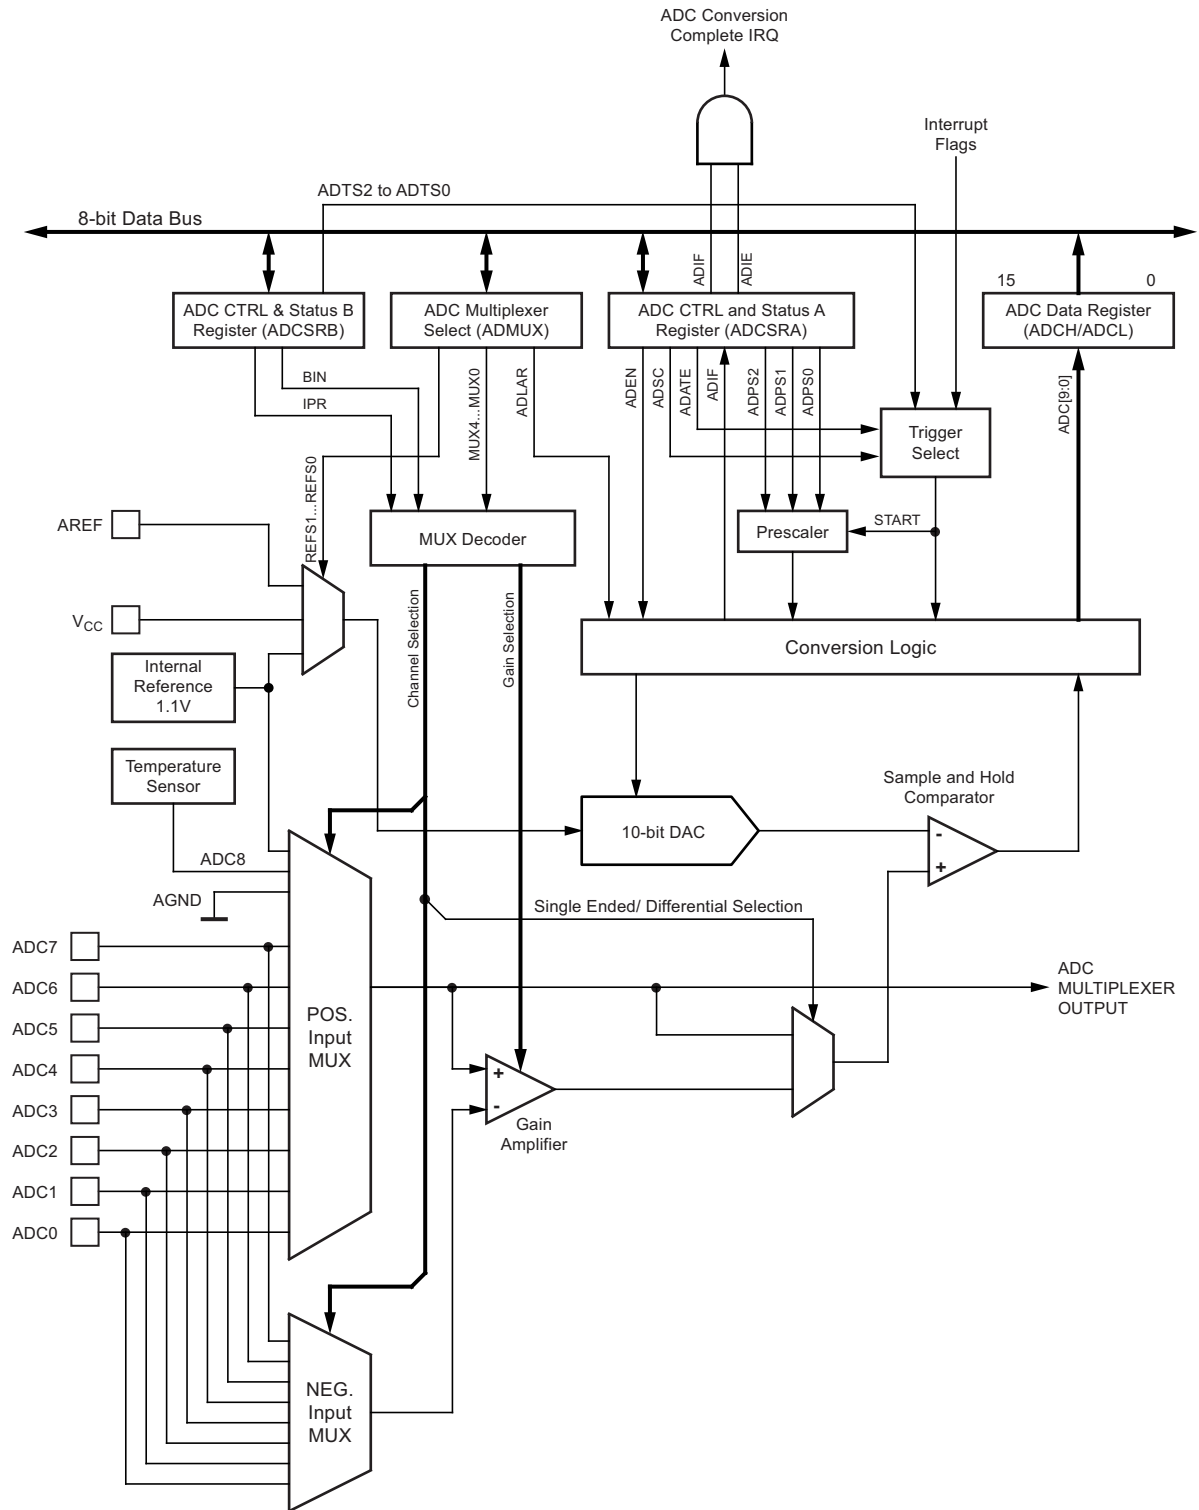 ADC Conversion
Complete IRQ
Interrupt
Flags
ADTS2 to ADTS0
8-bit Data Bus
ADIF
ADIE
15
0
ADC CTRL & Status B
Register (ADCSRB)
ADC Multiplexer
Select (ADMUX)
ADC CTRL and Status A
Register (ADCSRA)
ADC Data Register
(ADCH/ADCL)
BIN
IPR
REFS1...REFS0
MUX4...MUX0
ADLAR
ADEN
ADSC
ADATE
ADIF
ADPS2
ADPS1
ADPS0
ADC[9:0]
Trigger
Select
AREF
MUX Decoder
Prescaler
START
VCC
Channel Selection
Gain Selection
Conversion Logic
Internal
Reference
1.1V
Temperature
Sensor
Sample and Hold
Comparator
10-bit DAC
-
+
ADC8
AGND
Single Ended/ Differential Selection
ADC7
ADC6
ADC5
ADC4
ADC3
ADC2
ADC1
ADC0
POS.
Input
MUX
ADC
MULTIPLEXER
OUTPUT
+
-
Gain
Amplifier
NEG.
Input
MUX